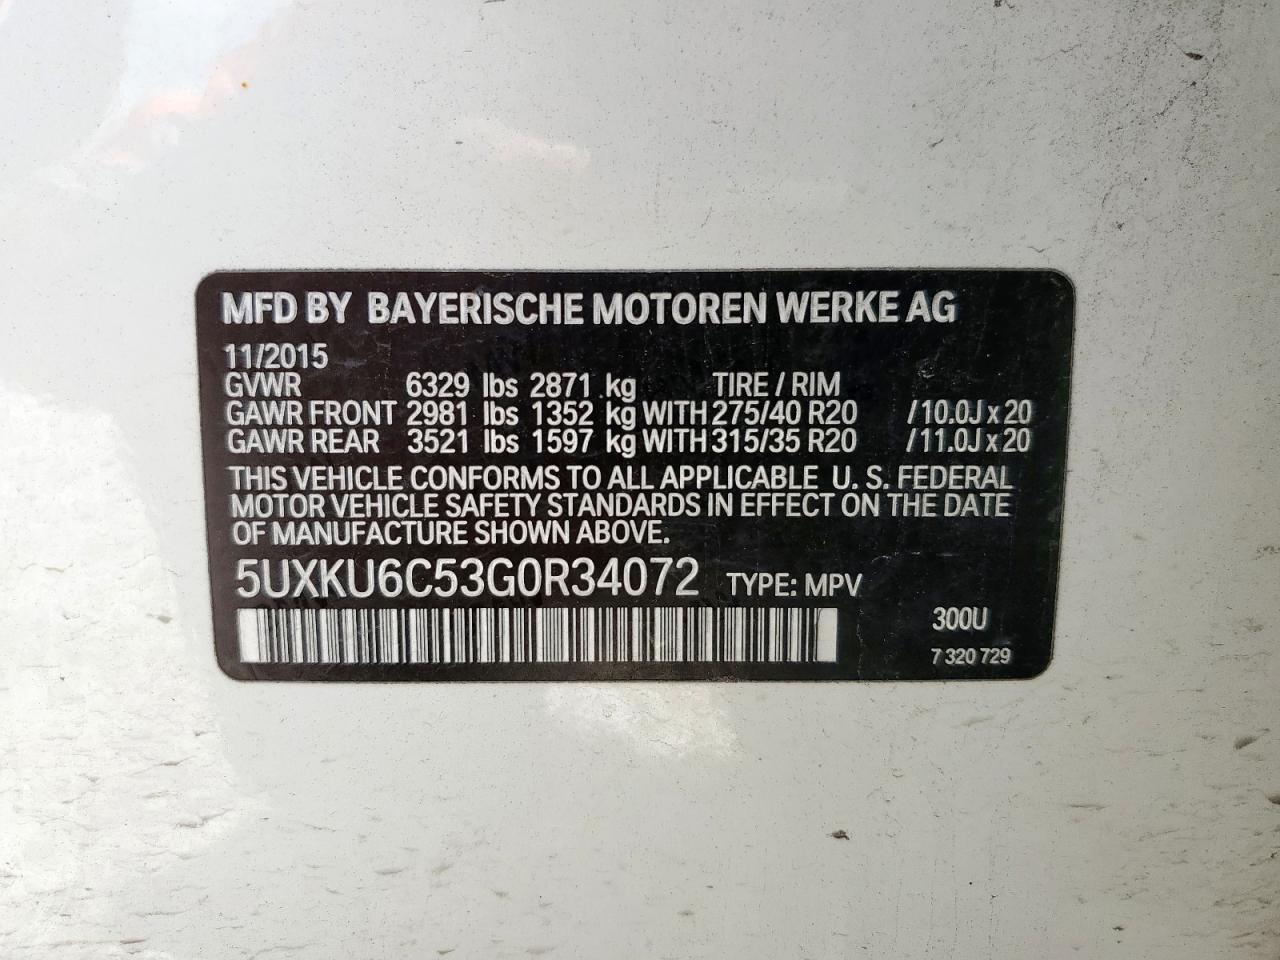 MFD BY BAYERISCHE MOTOREN WERKE AG
11/2015
GVWR 6329 lbs 2871 kg TIRE / RIM
GAWR FRONT 2981 lbs 1352 kg WITH 275/40 R20 /10.0J x 20
GAWR REAR 3521 lbs 1597 kg WITH 315/35 R20 /11.0J x 20
THIS VEHICLE CONFORMS TO ALL APPLICABLE U. S. FEDERAL
MOTOR VEHICLE SAFETY STANDARDS IN EFFECT ON THE DATE
OF MANUFACTURE SHOWN ABOVE.
5UXKU6C53G0R34072 TYPE: MPV
300U
7 320 729